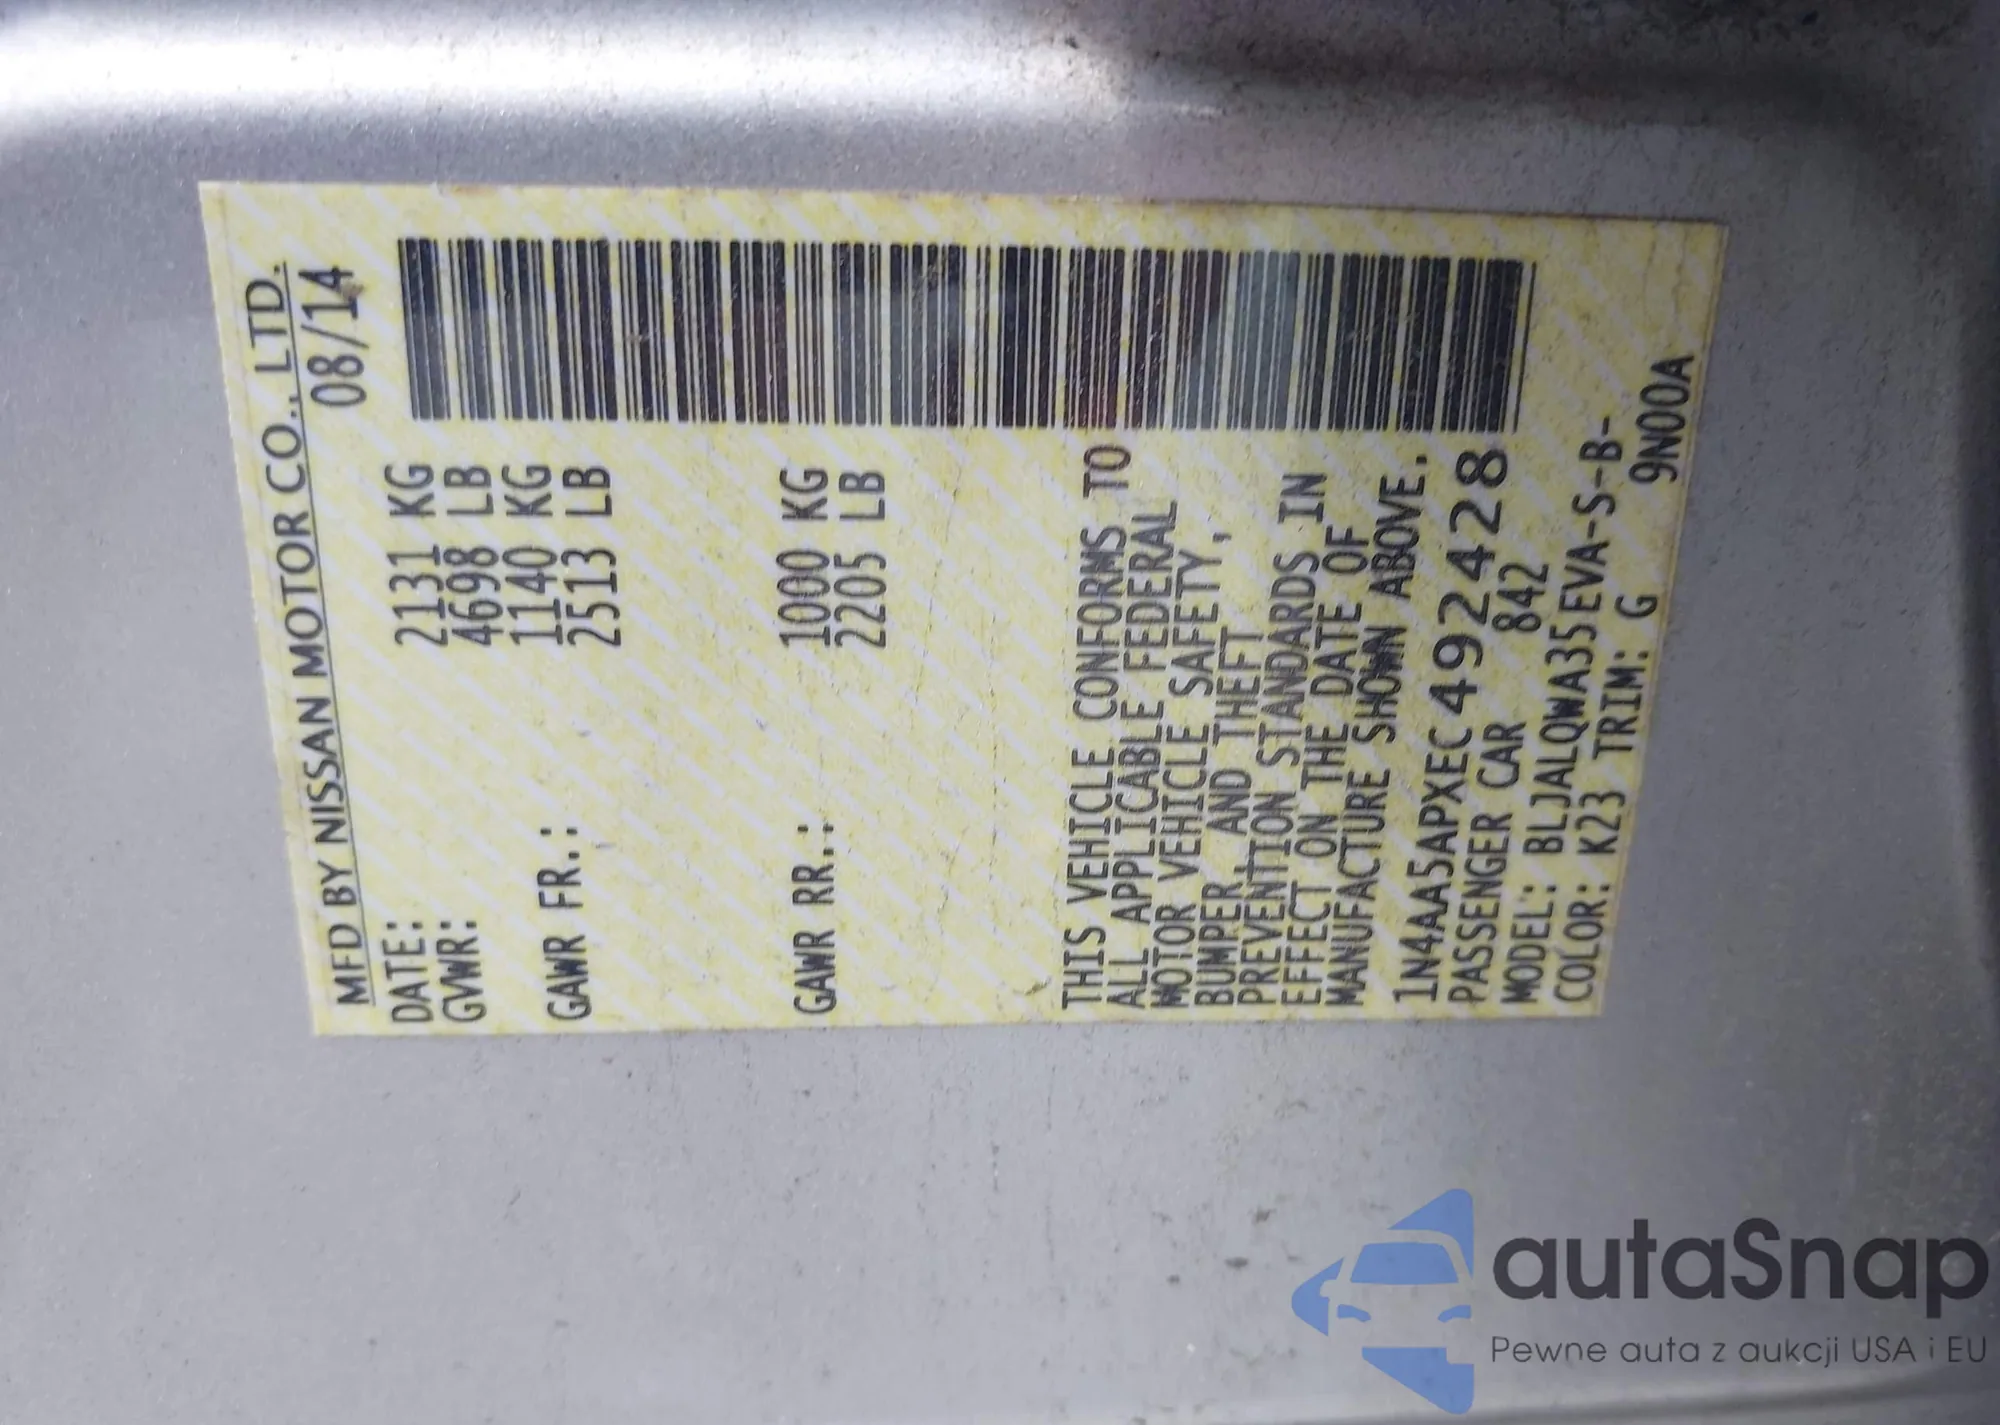 MFD BY NISSAN MOTOR CO., LTD.
DATE: 08/14
GVWR: 2131 KG
4698 LB
GAWR FR.: 1140 KG
2513 LB
GAWR RR.: 1000 KG
2205 LB
THIS VEHICLE CONFORMS TO
ALL APPLICABLE FEDERAL
MOTOR VEHICLE SAFETY,
BUMPER, AND THEFT
PREVENTION STANDARDS IN
EFFECT ON THE DATE OF
MANUFACTURE SHOWN ABOVE.
1N4AA5APXEC492428
PASSENGER CAR 842
MODEL: BLJALQWA35EVA-S-B-
COLOR: K23 TRIM: G 9N00A
autaSnap
Pewne auta z aukcji USA i EU